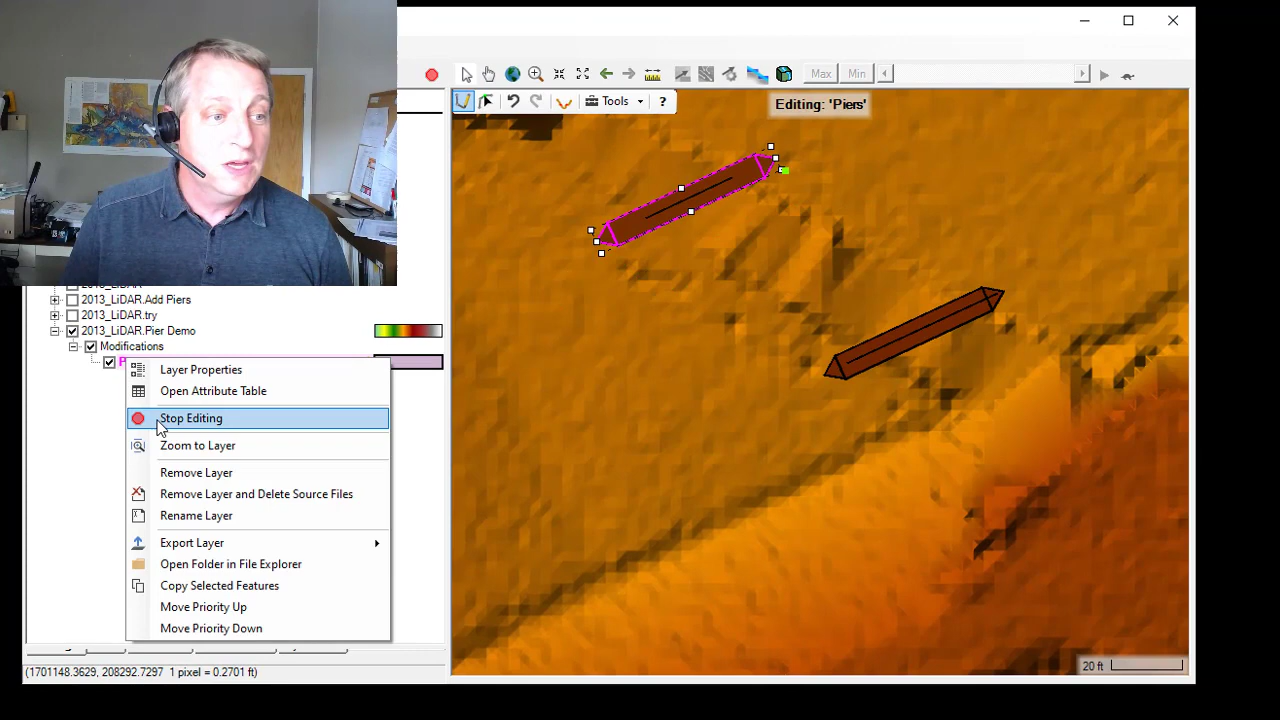 Max
Min
Tools
?
Editing: 'Piers'
2013_LiDAR.Add Piers
2013_LiDAR.try
2013_LiDAR.Pier Demo
Modifications
P
Layer Properties
Open Attribute Table
Stop Editing
Zoom to Layer
Remove Layer
Remove Layer and Delete Source Files
Rename Layer
Export Layer
Open Folder in File Explorer
Copy Selected Features
Move Priority Up
Move Priority Down
(1701148.3629, 208292.7297 1 pixel = 0.2701 ft)
20 ft